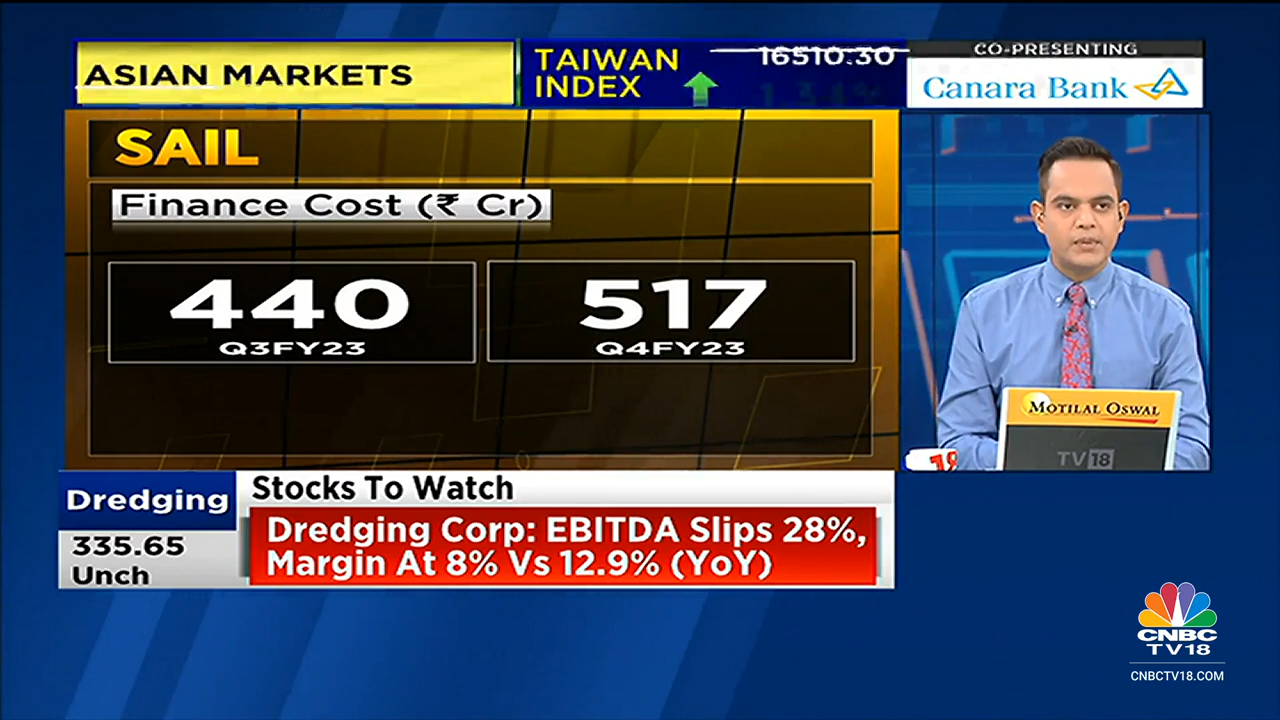 ASIAN MARKETS
TAIWAN
INDEX
16510.30
CO-PRESENTING
Canara Bank
SAIL
Finance Cost (₹ Cr)
440
Q3FY23
517
Q4FY23
MOTILAL OSWAL
TV18
18
Dredging
335.65
Unch
Stocks To Watch
Dredging Corp: EBITDA Slips 28%,
Margin At 8% Vs 12.9% (YoY)
CNBC
TV18
CNBCTV18.COM